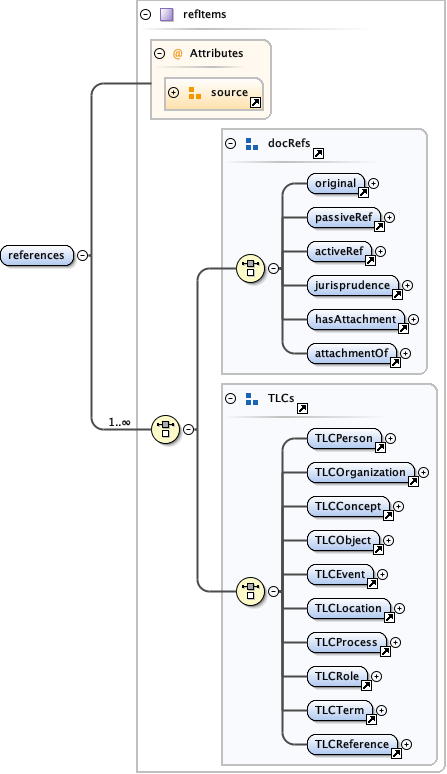 refItems
@ Attributes
source
references
docRefs
original
passiveRef
activeRef
jurisprudence
hasAttachment
attachmentOf
1..∞
TLCs
TLCPerson
TLCOrganization
TLCConcept
TLCObject
TLCEvent
TLCLocation
TLCProcess
TLCRole
TLCTerm
TLCReference